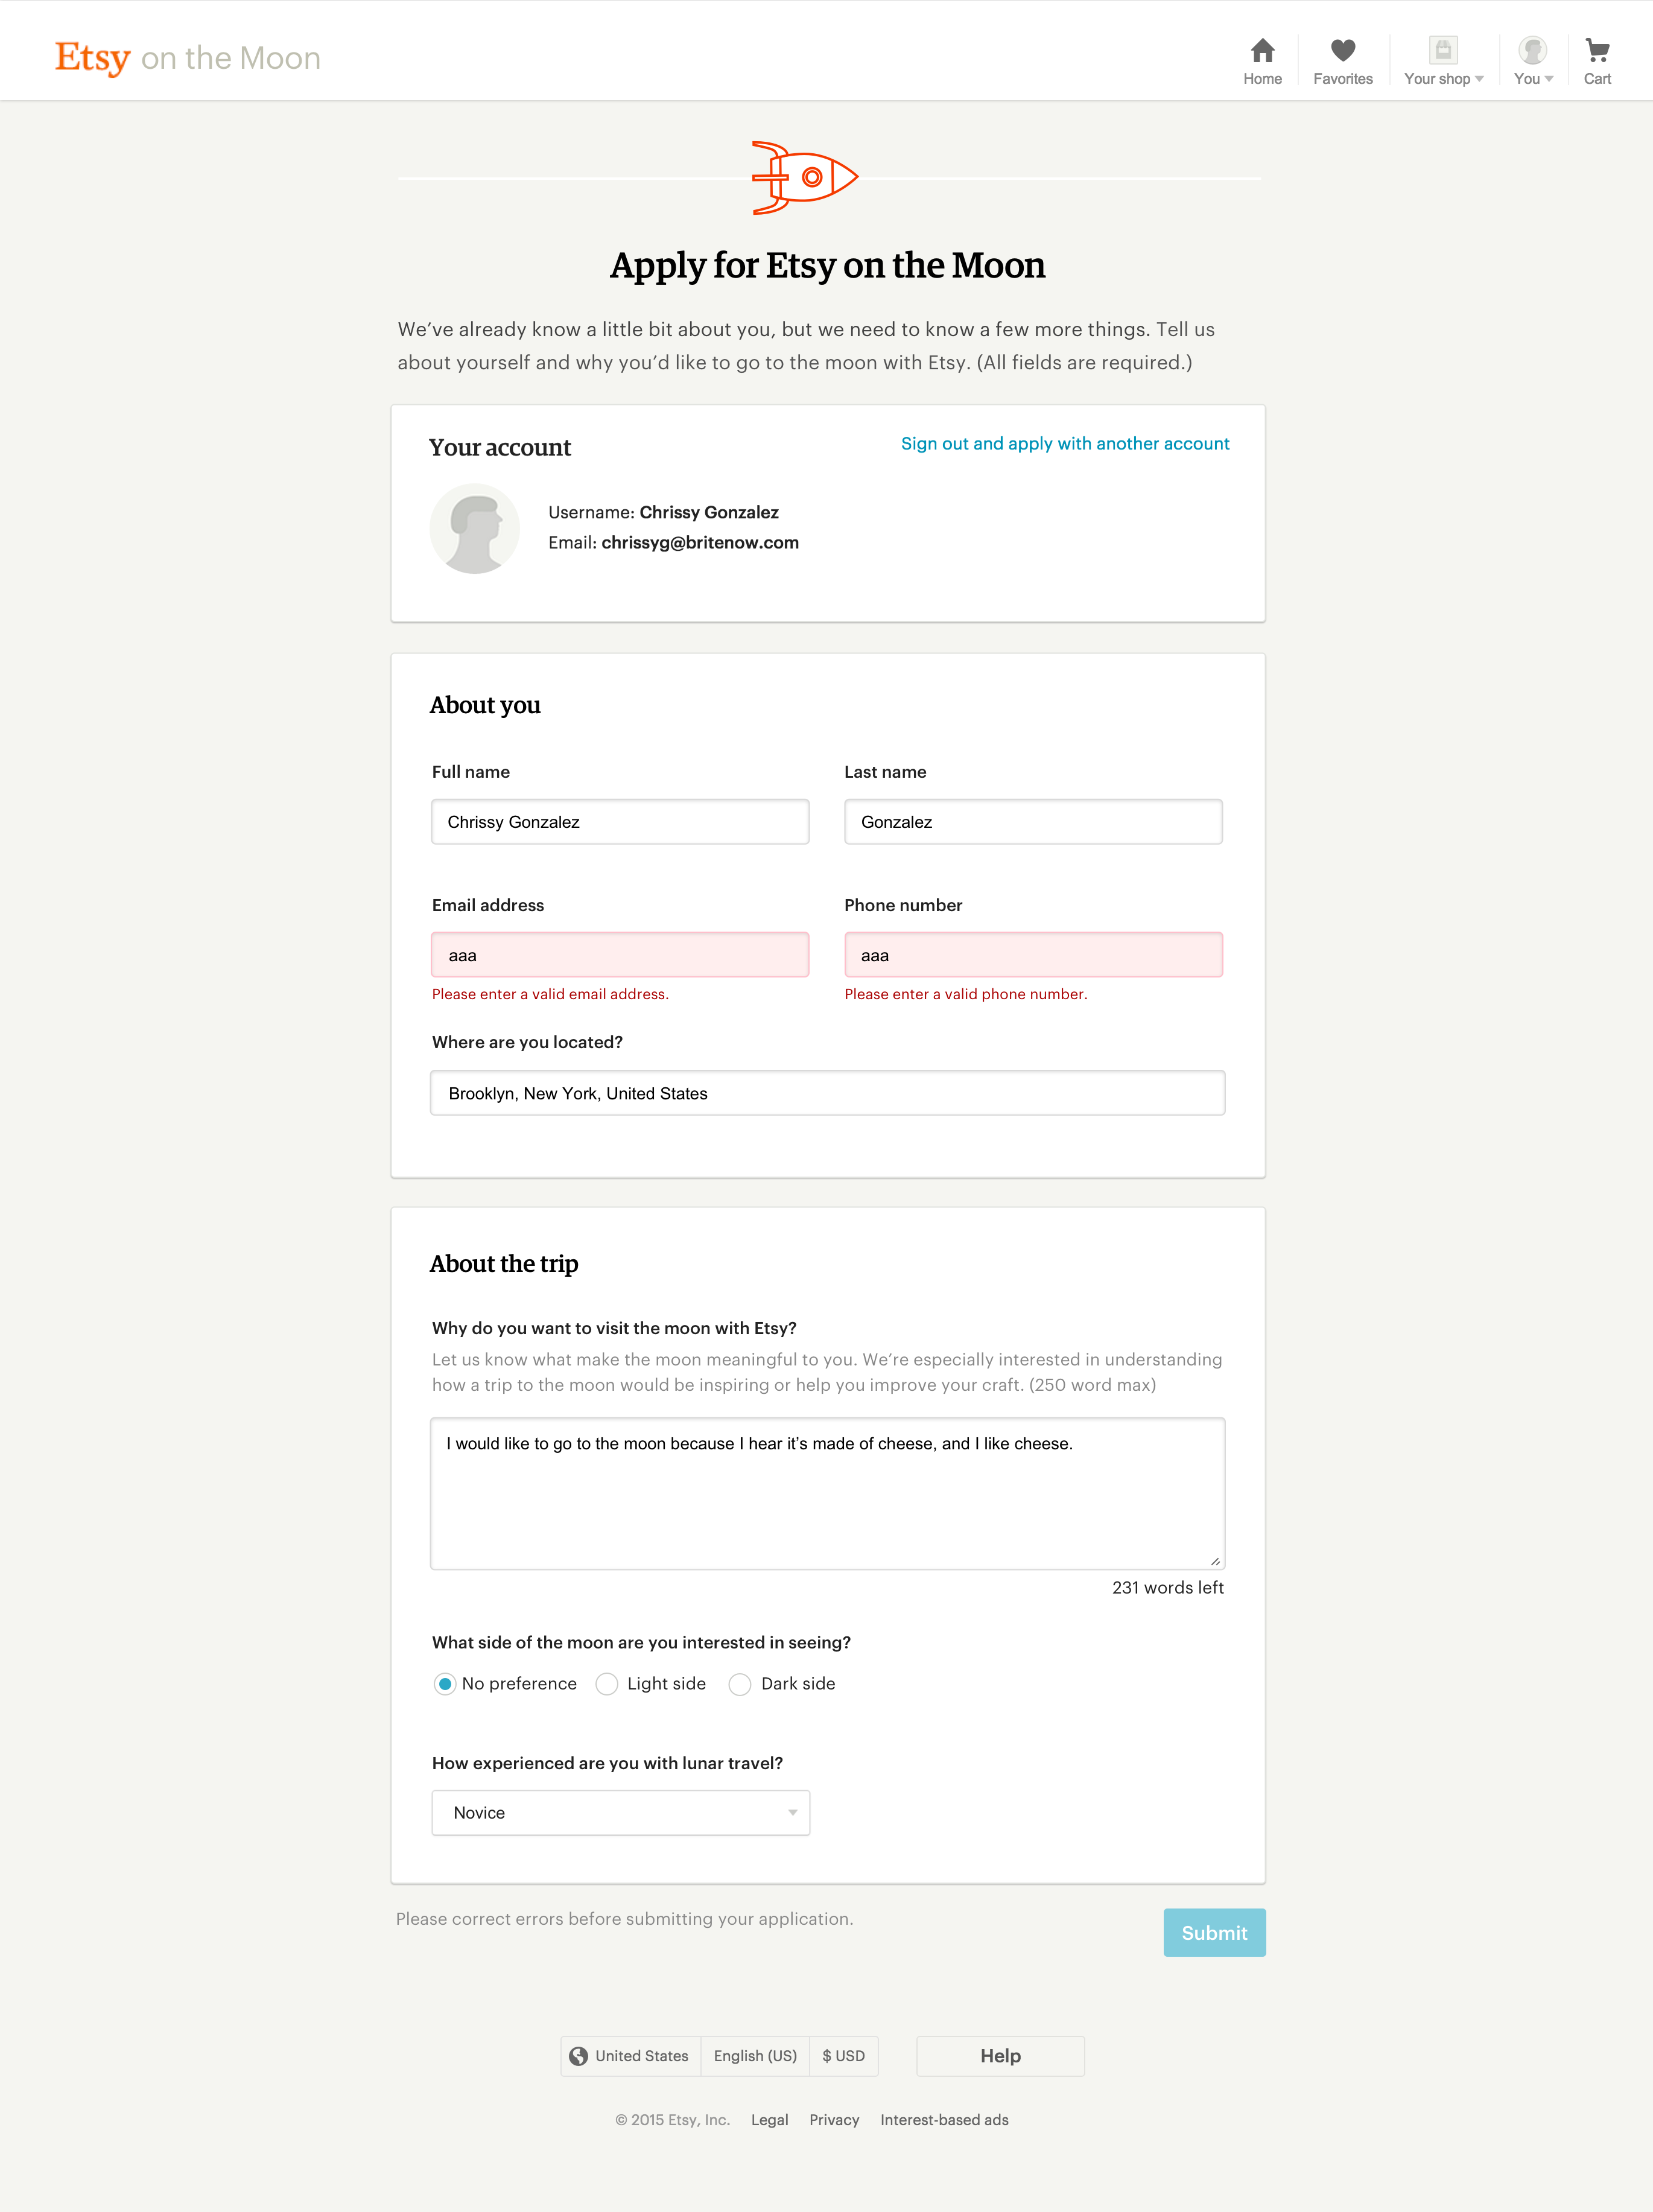 Etsy on the Moon
Home
Favorites
Your shop
You
Cart
Apply for Etsy on the Moon
We've already know a little bit about you, but we need to know a few more things. Tell us
about yourself and why you'd like to go to the moon with Etsy. (All fields are required.)
Your account
Sign out and apply with another account
Username: Chrissy Gonzalez
Email: chrissyg@britenow.com
About you
Full name
Last name
Chrissy Gonzalez
Gonzalez
Email address
Phone number
aaa
aaa
Please enter a valid email address.
Please enter a valid phone number.
Where are you located?
Brooklyn, New York, United States
About the trip
Why do you want to visit the moon with Etsy?
Let us know what make the moon meaningful to you. We're especially interested in understanding
how a trip to the moon would be inspiring or help you improve your craft. (250 word max)
I would like to go to the moon because I hear it's made of cheese, and I like cheese.
231 words left
What side of the moon are you interested in seeing?
No preference
Light side
Dark side
How experienced are you with lunar travel?
Novice
Please correct errors before submitting your application.
Submit
United States
English (US)
$ USD
Help
© 2015 Etsy, Inc.
Legal
Privacy
Interest-based ads